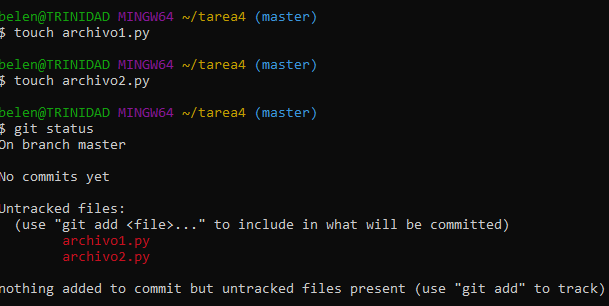 belen@TRINIDAD MINGW64 ~/tarea4 (master)
$ touch archivo1.py
belen@TRINIDAD MINGW64 ~/tarea4 (master)
$ touch archivo2.py
belen@TRINIDAD MINGW64 ~/tarea4 (master)
$ git status
On branch master
No commits yet
Untracked files:
(use "git add <file>..." to include in what will be committed)
archivo1.py
archivo2.py
nothing added to commit but untracked files present (use "git add" to track)